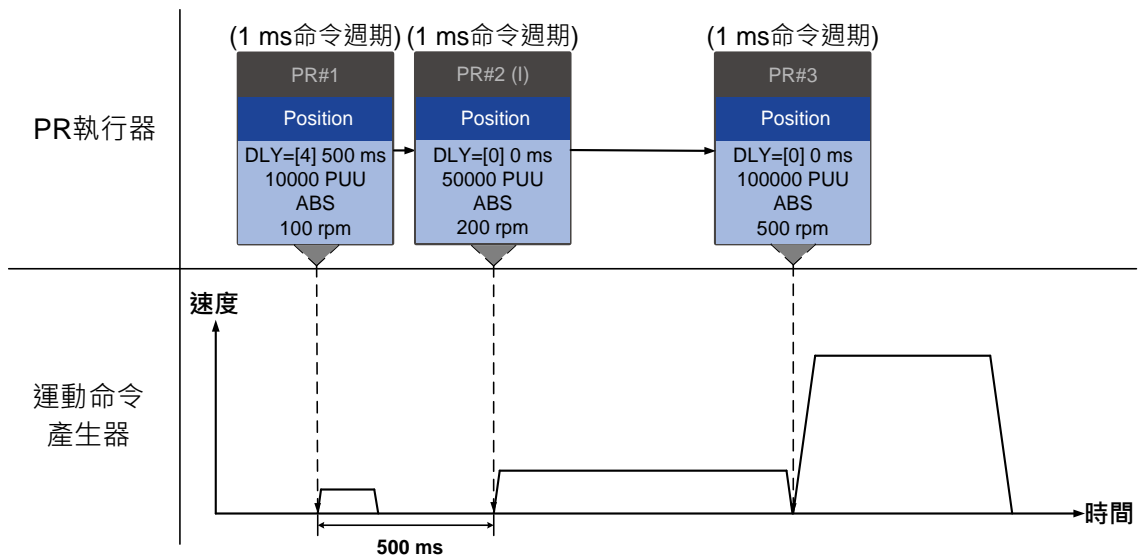 (1 ms命令週期) (1 ms命令週期) (1 ms命令週期)
PR#1
Position
DLY=[4] 500 ms
10000 PUU
ABS
100 rpm
PR#2 (I)
Position
DLY=[0] 0 ms
50000 PUU
ABS
200 rpm
PR#3
Position
DLY=[0] 0 ms
100000 PUU
ABS
500 rpm
PR執行器
速度
運動命令
產生器
時間
500 ms